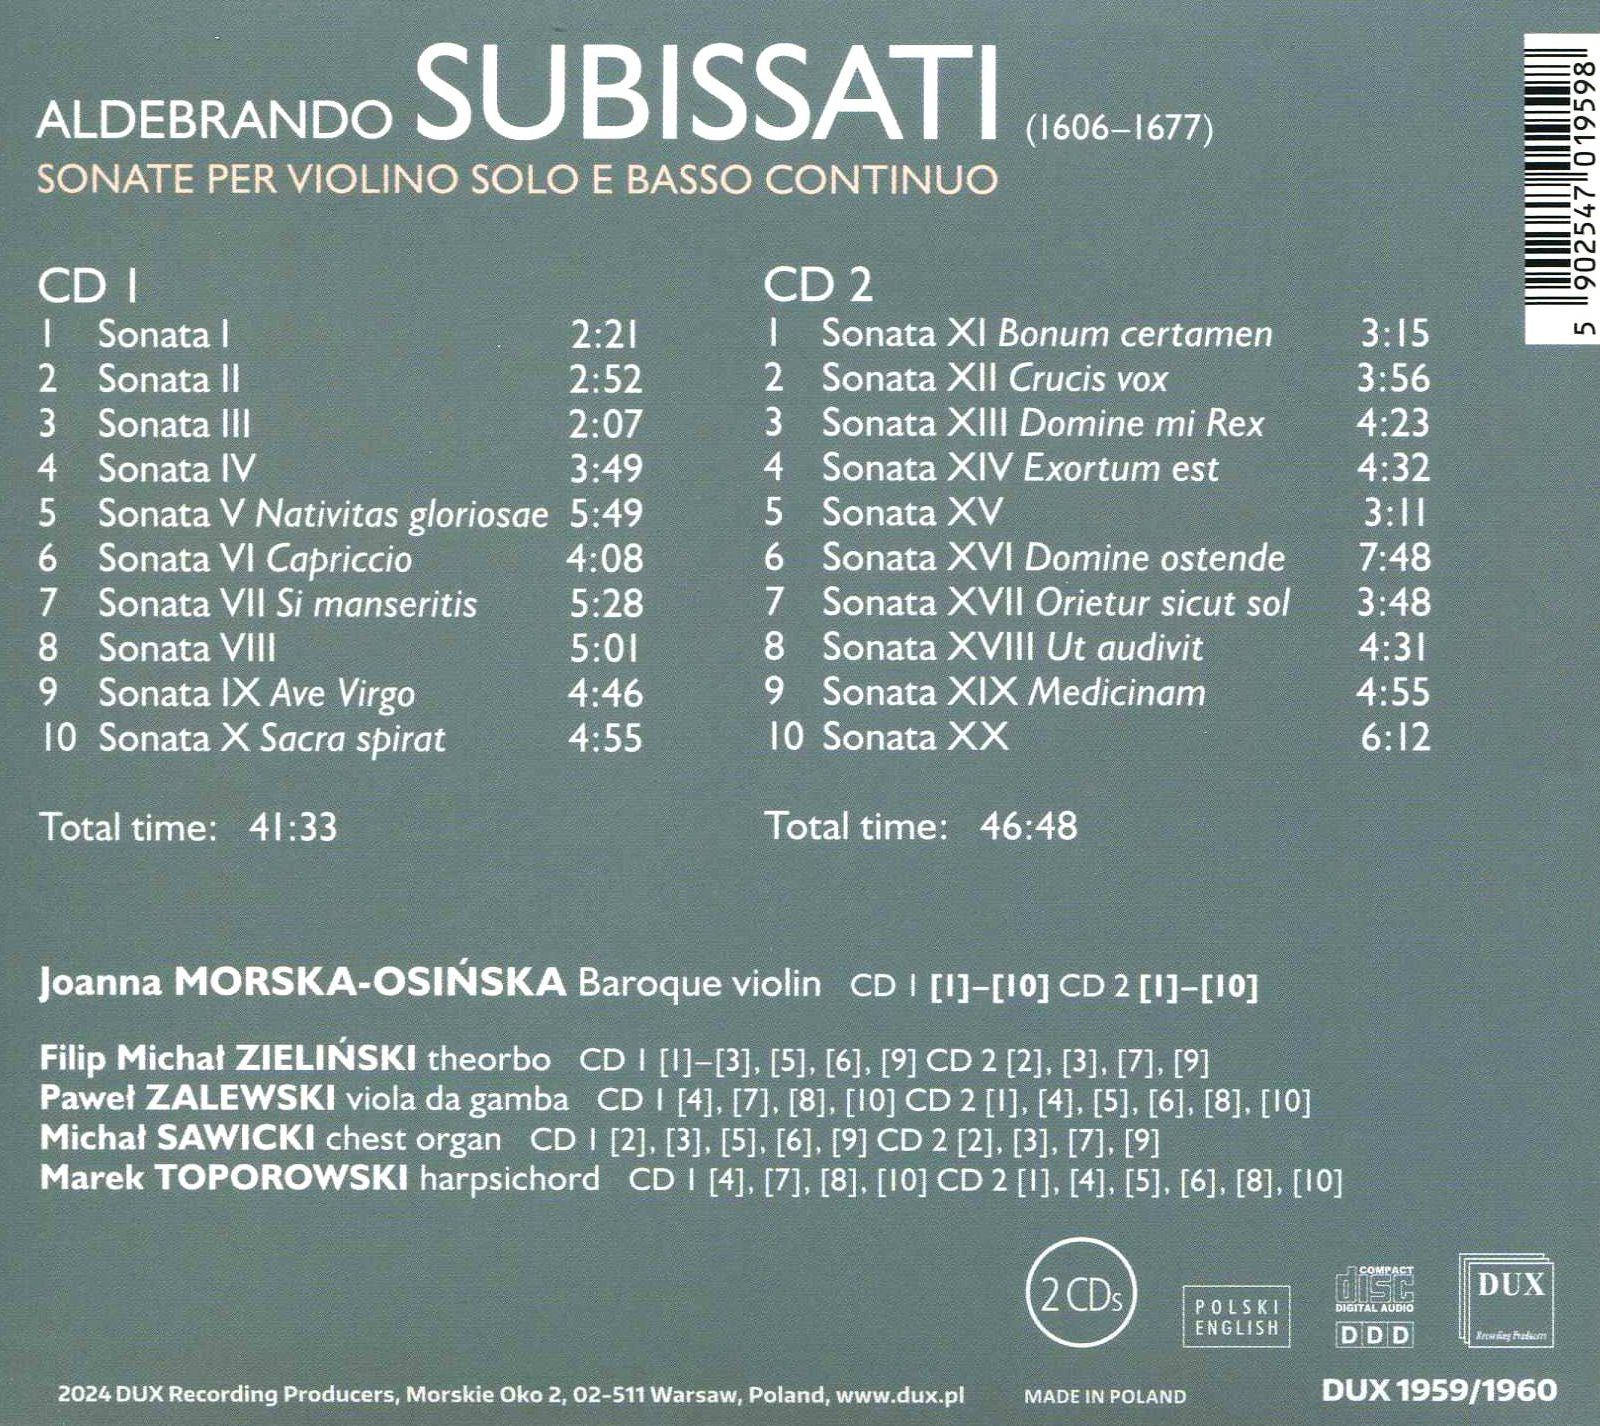 ALDEBRANDO SUBISSATI (1606–1677)
SONATE PER VIOLINO SOLO E BASSO CONTINUO
5 902547 019598
CD 1
1 Sonata I 2:21
2 Sonata II 2:52
3 Sonata III 2:07
4 Sonata IV 3:49
5 Sonata V Nativitas gloriosae 5:49
6 Sonata VI Capriccio 4:08
7 Sonata VII Si manseritis 5:28
8 Sonata VIII 5:01
9 Sonata IX Ave Virgo 4:46
10 Sonata X Sacra spirat 4:55
Total time: 41:33
CD 2
1 Sonata XI Bonum certamen 3:15
2 Sonata XII Crucis vox 3:56
3 Sonata XIII Domine mi Rex 4:23
4 Sonata XIV Exortum est 4:32
5 Sonata XV 3:11
6 Sonata XVI Domine ostende 7:48
7 Sonata XVII Orietur sicut sol 3:48
8 Sonata XVIII Ut audivit 4:31
9 Sonata XIX Medicinam 4:55
10 Sonata XX 6:12
Total time: 46:48
Joanna MORSKA-OSIŃSKA Baroque violin CD 1 [1]–[10] CD 2 [1]–[10]
Filip Michał ZIELIŃSKI theorbo CD 1 [1]–[3], [5], [6], [9] CD 2 [2], [3], [7], [9]
Paweł ZALEWSKI viola da gamba CD 1 [4], [7], [8], [10] CD 2 [1], [4], [5], [6], [8], [10]
Michał SAWICKI chest organ CD 1 [2], [3], [5], [6], [9] CD 2 [2], [3], [7], [9]
Marek TOPOROWSKI harpsichord CD 1 [4], [7], [8], [10] CD 2 [1], [4], [5], [6], [8], [10]
2 CDs
POLSKI
ENGLISH
COMPACT
disc
DIGITAL AUDIO
DDD
DUX
Recording Producers
2024 DUX Recording Producers, Morskie Oko 2, 02-511 Warsaw, Poland, www.dux.pl
MADE IN POLAND
DUX 1959/1960